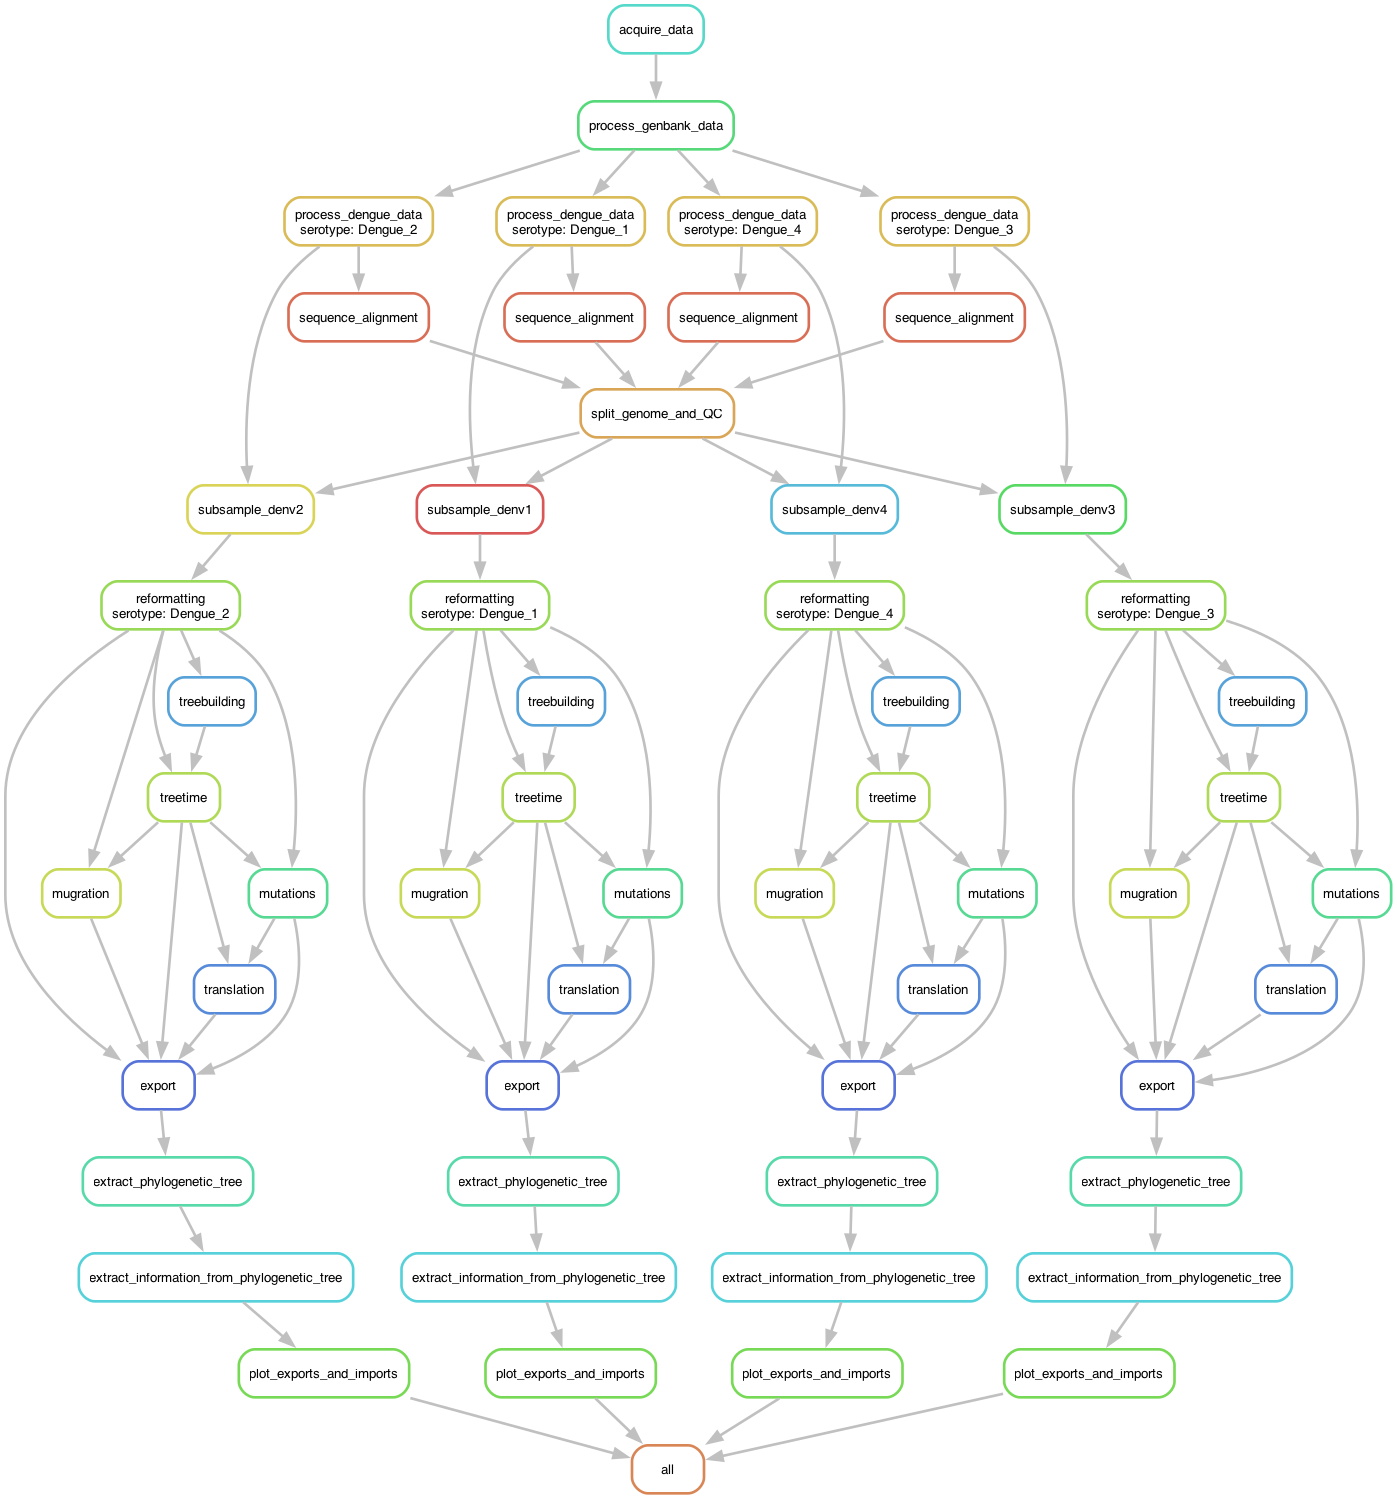 acquire_data
process_genbank_data
process_dengue_data
serotype: Dengue_2
process_dengue_data
serotype: Dengue_1
process_dengue_data
serotype: Dengue_4
process_dengue_data
serotype: Dengue_3
sequence_alignment
sequence_alignment
sequence_alignment
sequence_alignment
split_genome_and_QC
subsample_denv2
subsample_denv1
subsample_denv4
subsample_denv3
reformatting
serotype: Dengue_2
reformatting
serotype: Dengue_1
reformatting
serotype: Dengue_4
reformatting
serotype: Dengue_3
treebuilding
treebuilding
treebuilding
treebuilding
treetime
treetime
treetime
treetime
mugration
mutations
mugration
mutations
mugration
mutations
mugration
mutations
translation
translation
translation
translation
export
export
export
export
extract_phylogenetic_tree
extract_phylogenetic_tree
extract_phylogenetic_tree
extract_phylogenetic_tree
extract_information_from_phylogenetic_tree
extract_information_from_phylogenetic_tree
extract_information_from_phylogenetic_tree
extract_information_from_phylogenetic_tree
plot_exports_and_imports
plot_exports_and_imports
plot_exports_and_imports
plot_exports_and_imports
all